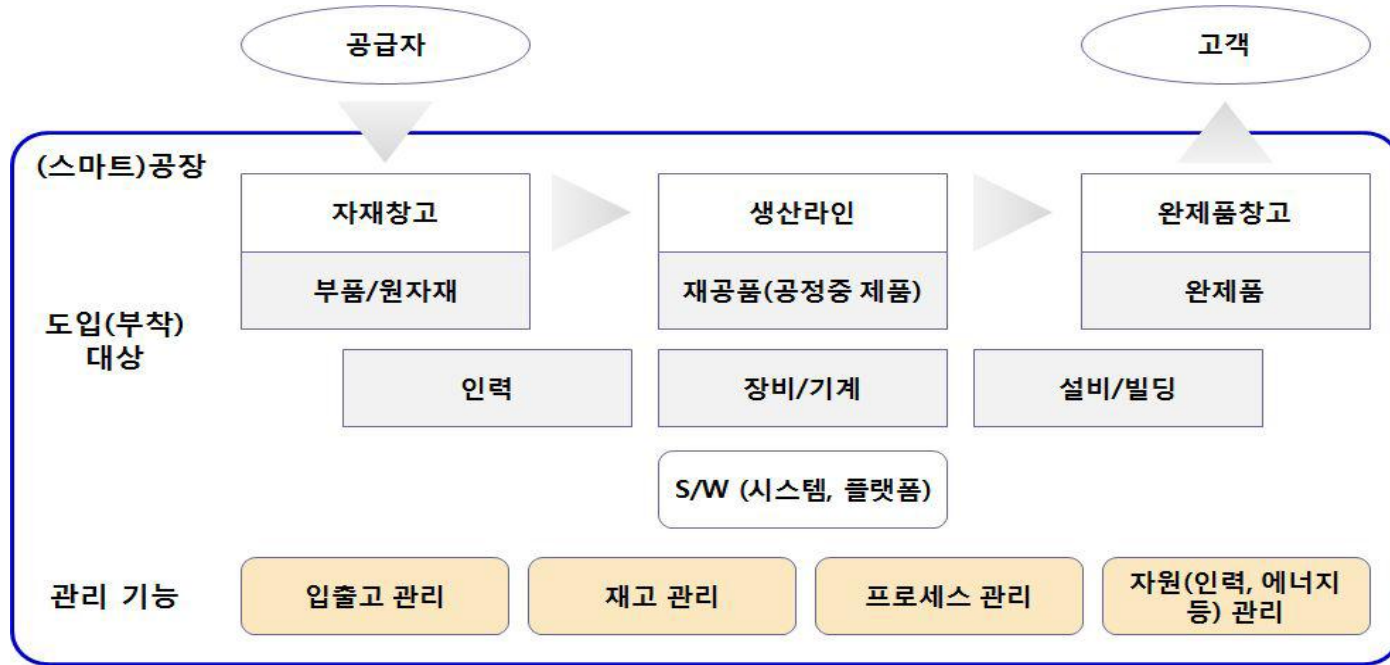 공급자
고객
(스마트)공장
자재창고
생산라인
완제품창고
부품/원자재
재공품(공정중 제품)
완제품
도입(부착)
대상
인력
장비/기계
설비/빌딩
S/W (시스템, 플랫폼)
관리 기능
입출고 관리
재고 관리
프로세스 관리
자원(인력, 에너지
등) 관리